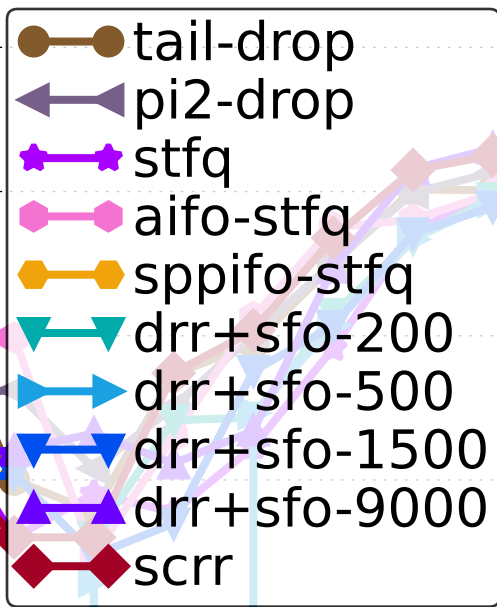 tail-drop
pi2-drop
stfq
aifo-stfq
sppifo-stfq
drr+sfo-200
drr+sfo-500
drr+sfo-1500
drr+sfo-9000
scrr